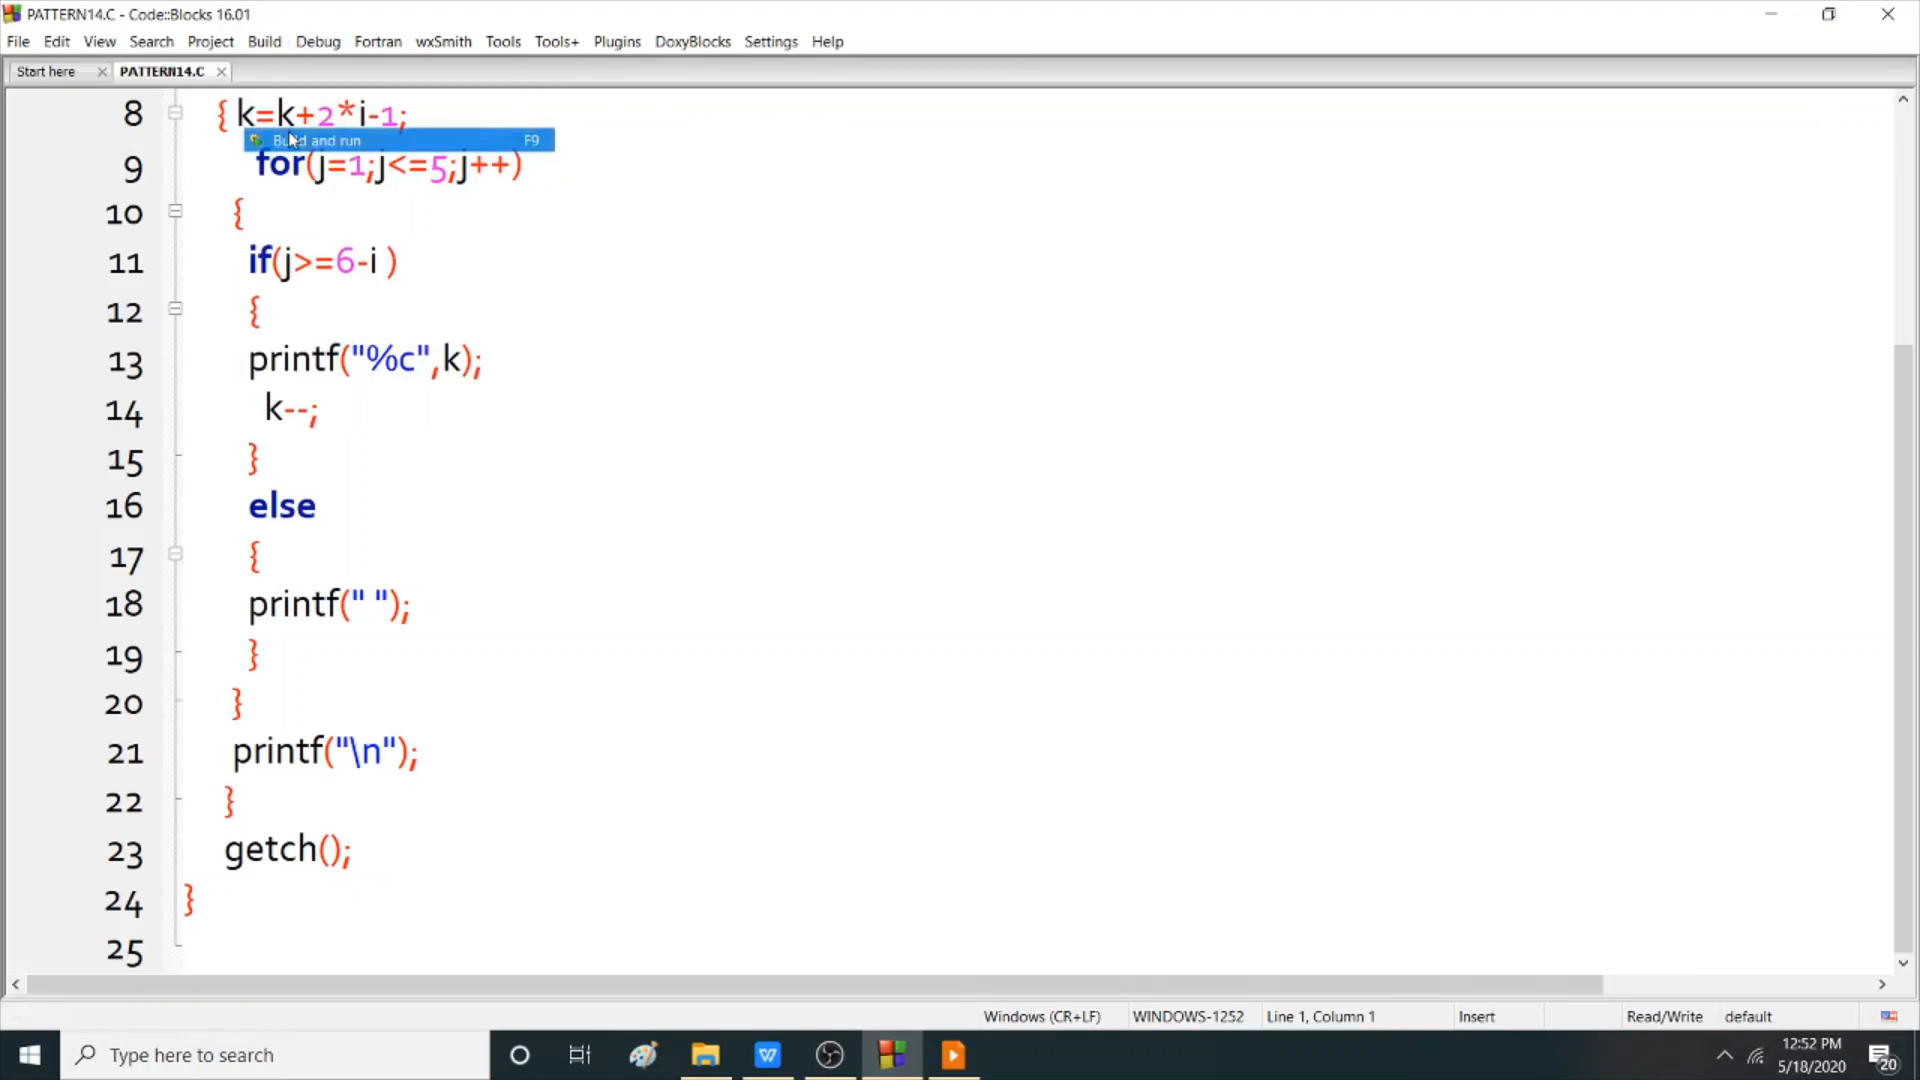 PATTERN14.C - Code::Blocks 16.01
File Edit View Search Project Build Debug Fortran wxSmith Tools Tools+ Plugins DoxyBlocks Settings Help
Start here PATTERN14.C
8 { k=k+2*i-1;
Build and run F9
9 for(j=1;j<=5;j++)
10 {
11 if(j>=6-i )
12 {
13 printf("%c",k);
14 k--;
15 }
16 else
17 {
18 printf(" ");
19 }
20 }
21 printf("\n");
22 }
23 getch();
24 }
25
Windows (CR+LF) WINDOWS-1252 Line 1, Column 1 Insert Read/Write default
Type here to search
12:52 PM
5/18/2020
20